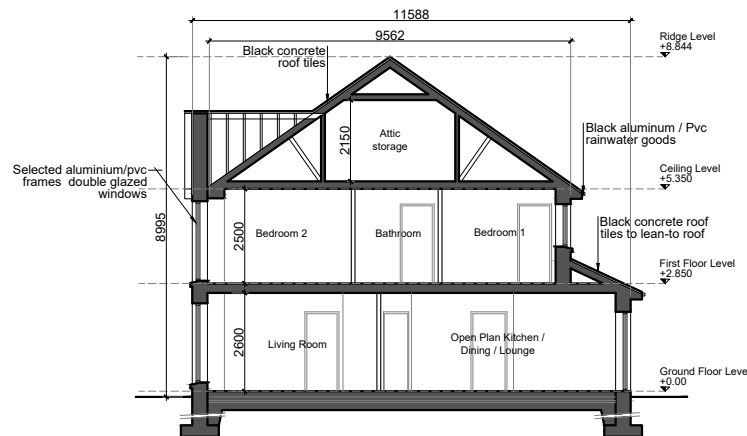 11588
9562
Ridge Level
+8.844
Black concrete
roof tiles
2150
Attic
storage
Black aluminum / Pvc
rainwater goods
Selected aluminium/pvc
frames double glazed
windows
Ceiling Level
+5.350
8995
2500
Bedroom 2
Bathroom
Bedroom 1
Black concrete roof
tiles to lean-to roof
First Floor Level
+2.850
2600
Living Room
Open Plan Kitchen /
Dining / Lounge
Ground Floor Leve
+0.00